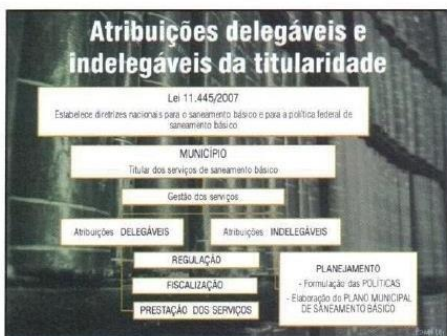 Atribuições delegáveis e
indelegáveis da titularidade
Lei 11.445/2007
Estabelece diretrizes nacionais para o saneamento básico e para a política federal de
saneamento básico
MUNICÍPIO
Titular dos serviços de saneamento básico
Gestão dos serviços
Atribuições DELEGÁVEIS
Atribuições INDELEGÁVEIS
REGULAÇÃO
FISCALIZAÇÃO
PRESTAÇÃO DOS SERVIÇOS
PLANEJAMENTO
- Formulação das POLÍTICAS
- Elaboração do PLANO MUNICIPAL
DE SANEAMENTO BÁSICO